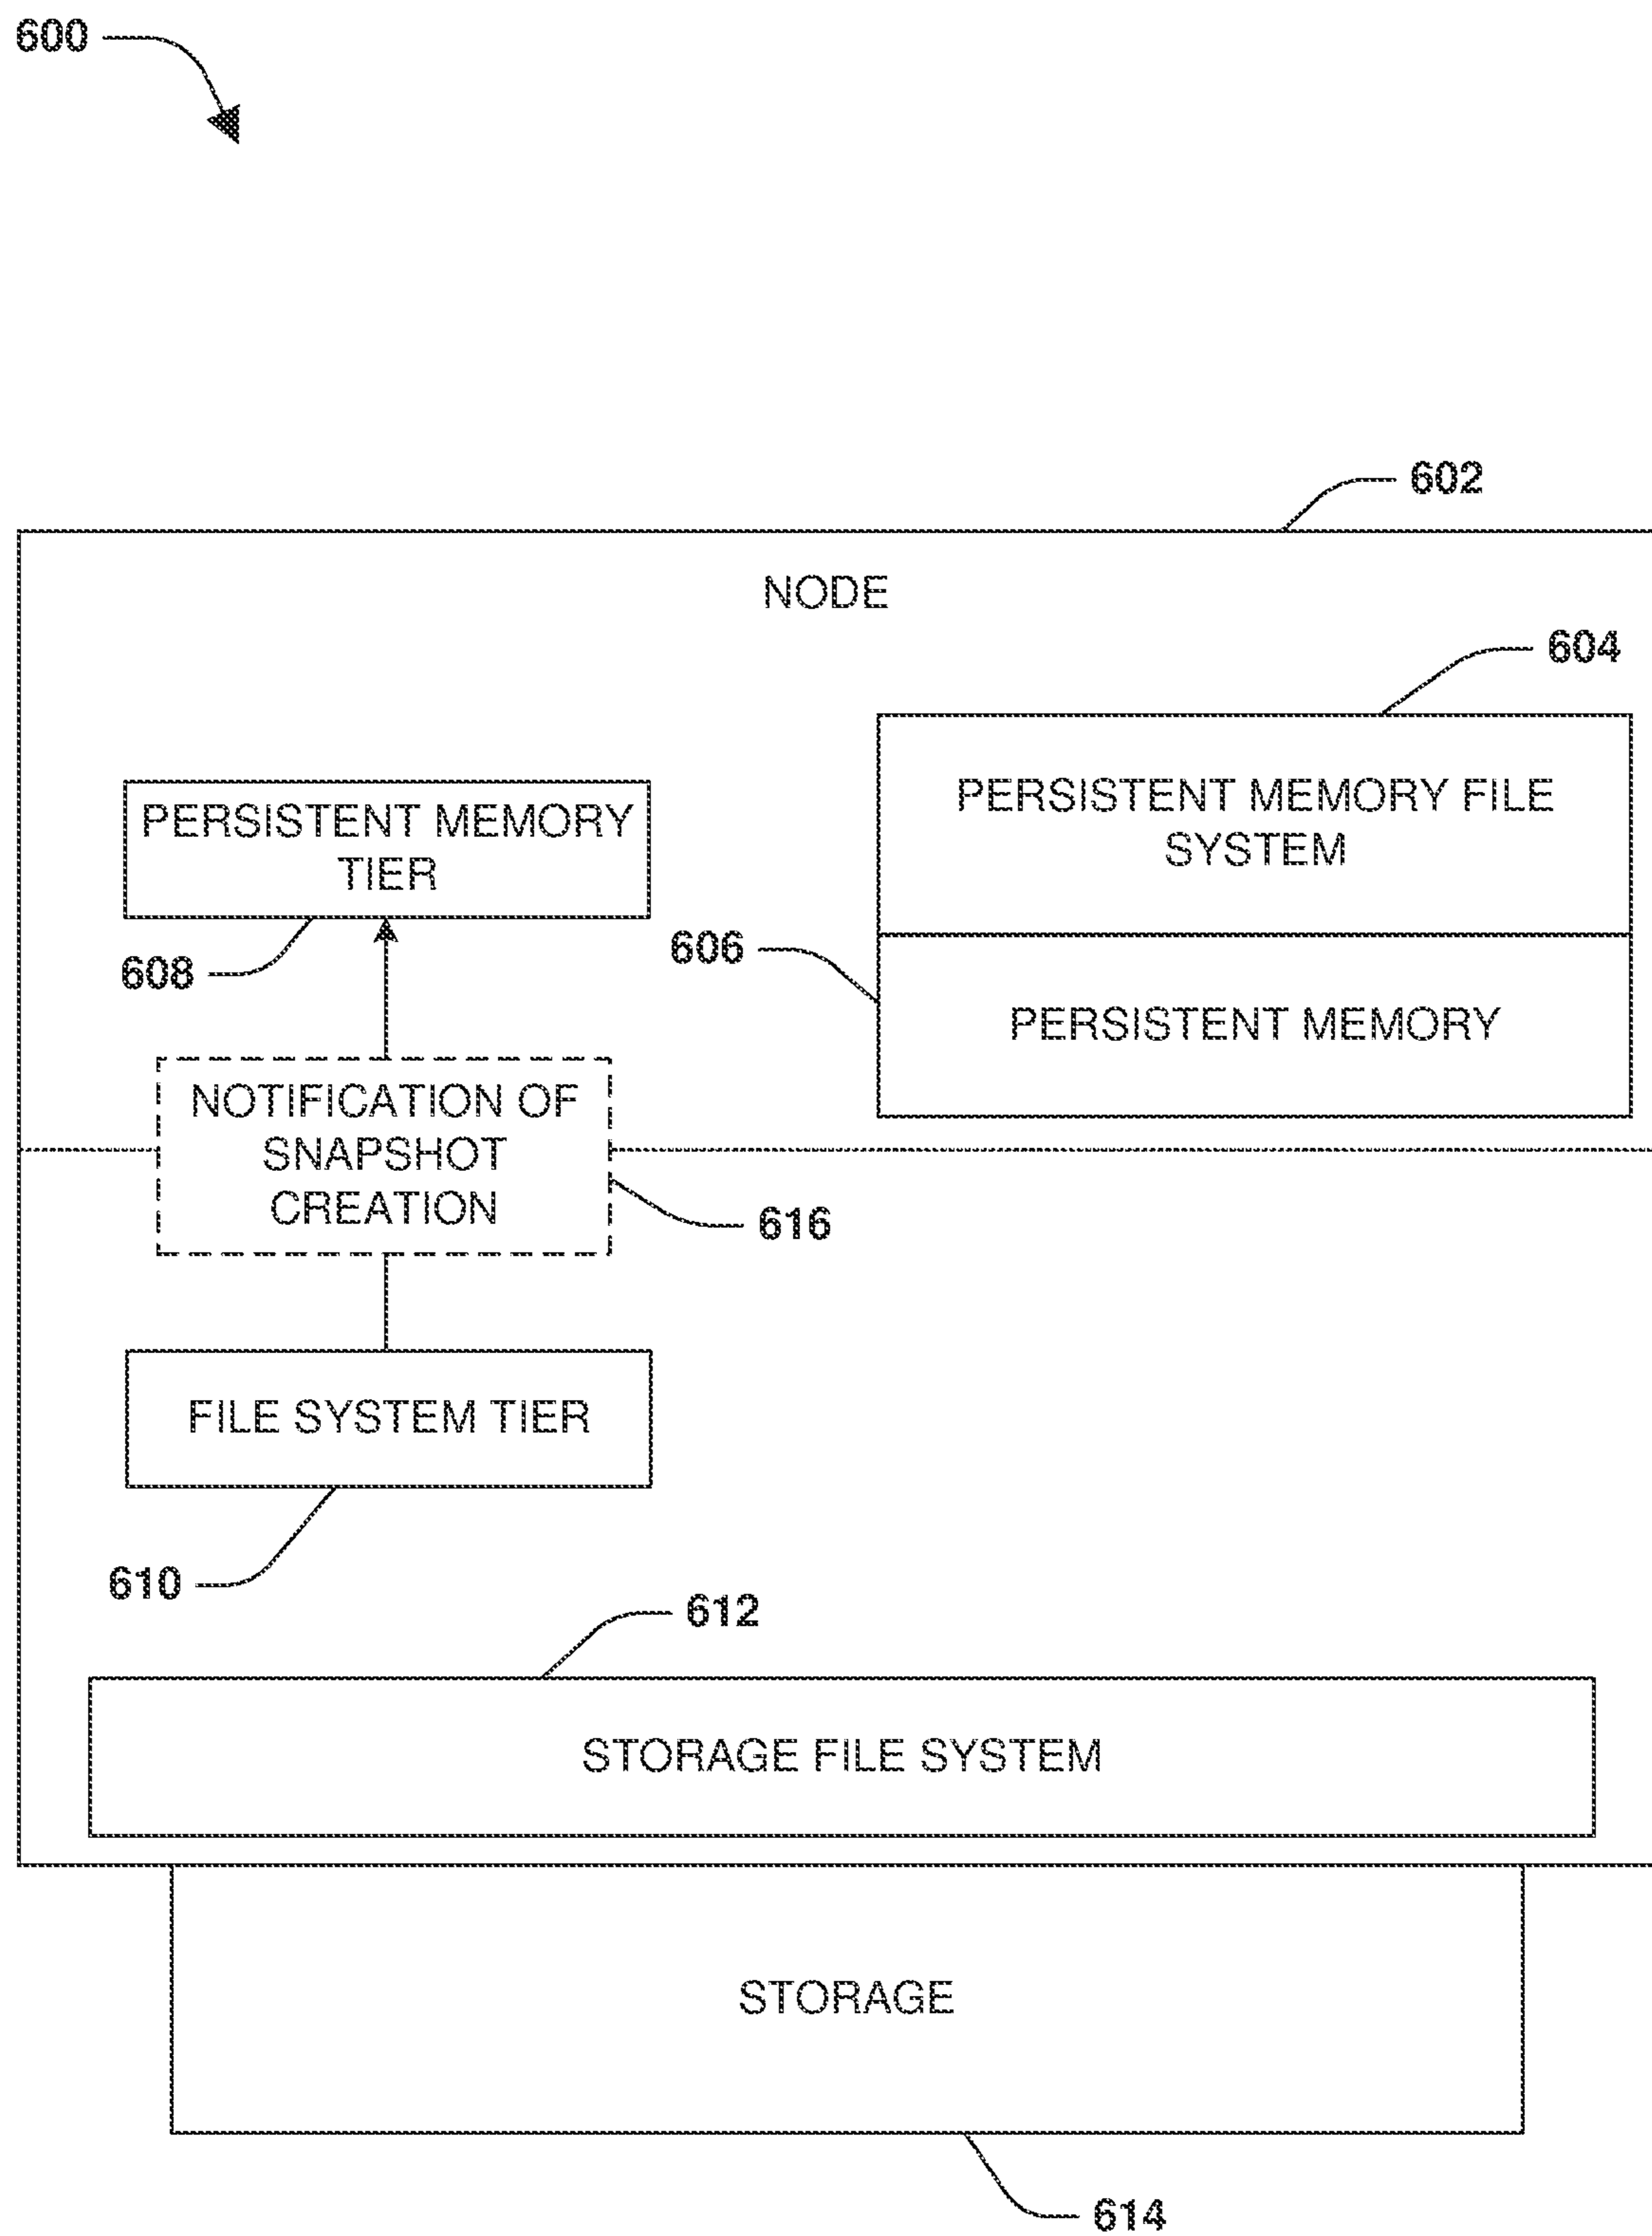 600
602
NODE
604
PERSISTENT MEMORY FILE
SYSTEM
PERSISTENT MEMORY
TIER
606
608
PERSISTENT MEMORY
NOTIFICATION OF
SNAPSHOT
CREATION
616
FILE SYSTEM TIER
610
612
STORAGE FILE SYSTEM
STORAGE
614